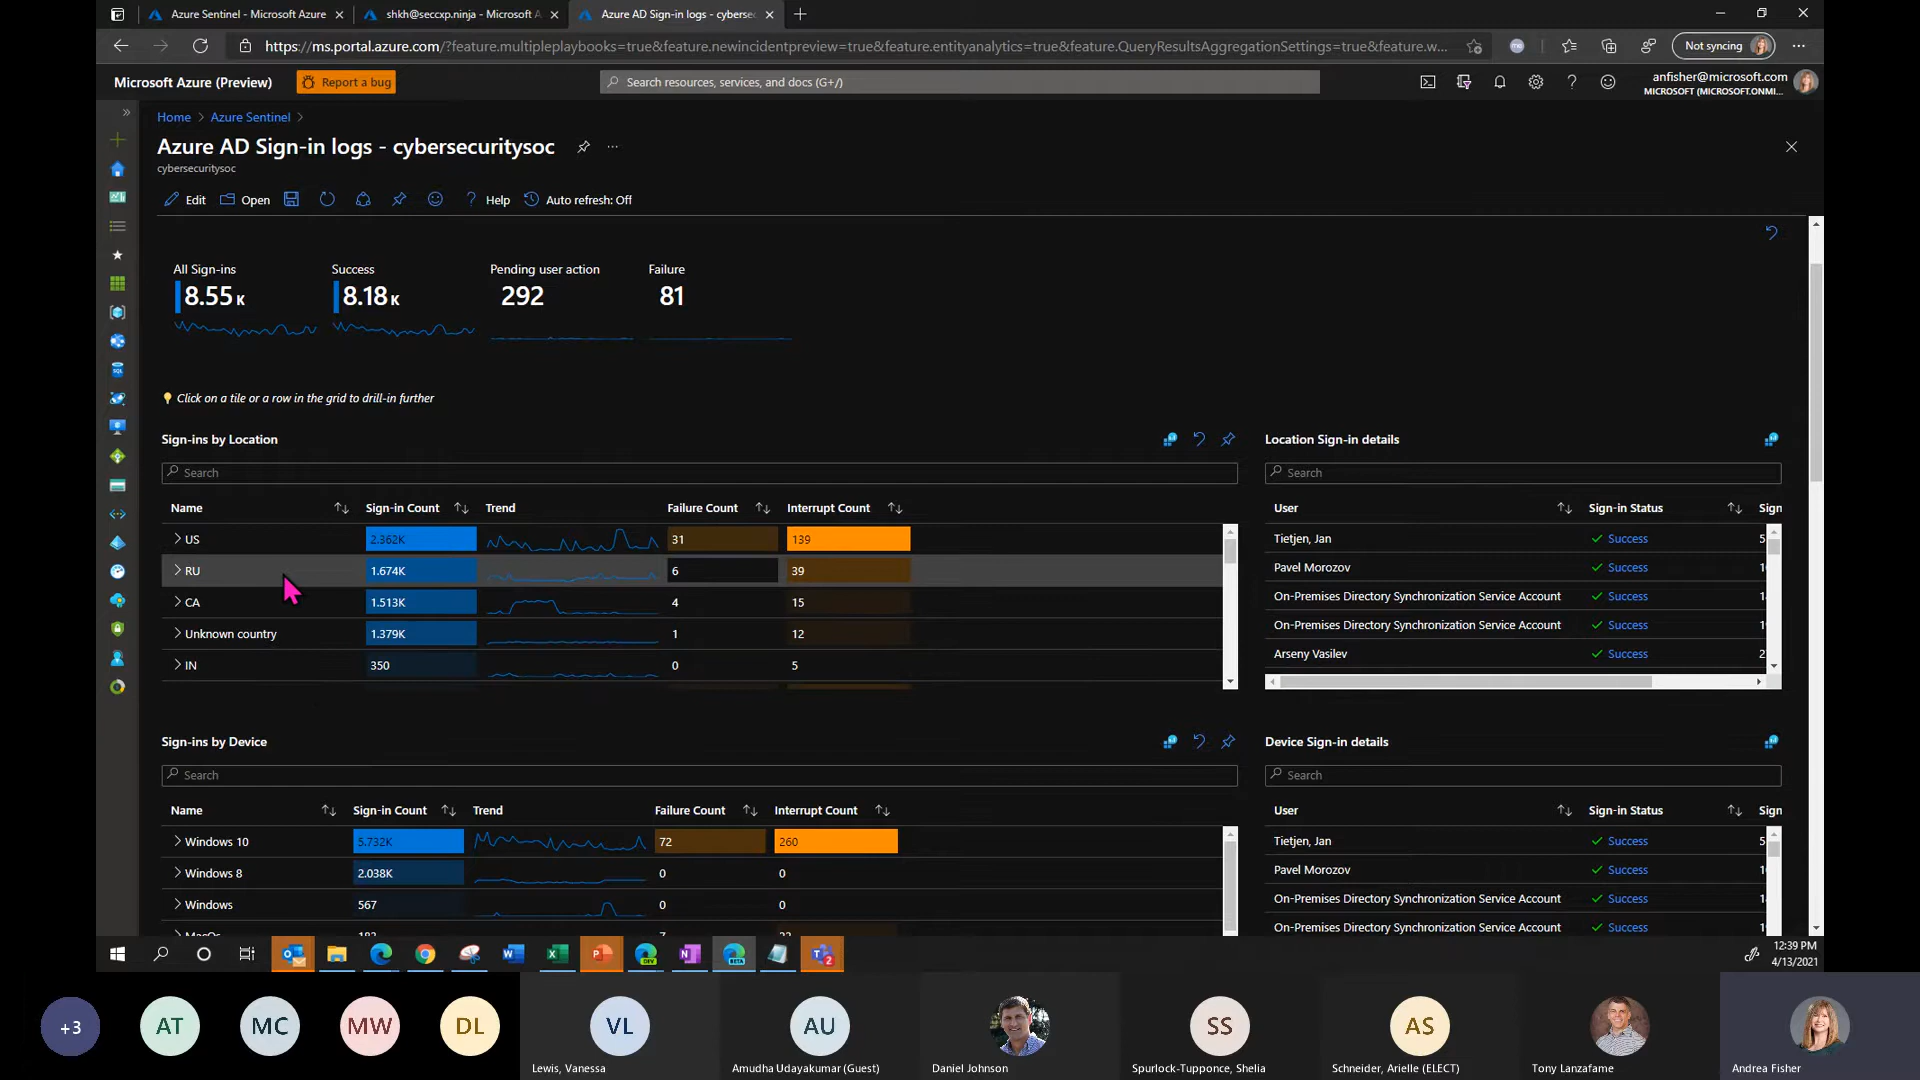 Azure Sentinel - Microsoft Azure
shkh@seccxp.ninja - Microsoft A
Azure AD Sign-in logs - cyberse
https://ms.portal.azure.com/?feature.multipleplaybooks=true&feature.newincidentpreview=true&feature.entityanalytics=true&feature.QueryResultsAggregationSettings=true&feature.w...
Not syncing
Microsoft Azure (Preview)
Report a bug
Search resources, services, and docs (G+/)
anfisher@microsoft.com
MICROSOFT (MICROSOFT.ONMI...
Home > Azure Sentinel >
Azure AD Sign-in logs - cybersecuritysoc
cybersecuritysoc
Edit Open Help Auto refresh: Off
All Sign-ins Success Pending user action Failure
8.55 K 8.18 K 292 81
Click on a tile or a row in the grid to drill-in further
Sign-ins by Location
Search
Name Sign-in Count Trend Failure Count Interrupt Count
US 2.362K 31 139
RU 1.674K 6 39
CA 1.513K 4 15
Unknown country 1.379K 1 12
IN 350 0 5
Location Sign-in details
Search
User Sign-in Status Sign
Tietjen, Jan Success 5
Pavel Morozov Success
On-Premises Directory Synchronization Service Account Success
On-Premises Directory Synchronization Service Account Success
Arseny Vasilev Success 2
Sign-ins by Device
Search
Name Sign-in Count Trend Failure Count Interrupt Count
Windows 10 5.732K 72 260
Windows 8 2.038K 0 0
Windows 567 0 0
MacOs
Device Sign-in details
Search
User Sign-in Status Sign
Tietjen, Jan Success 5
Pavel Morozov Success
On-Premises Directory Synchronization Service Account Success
On-Premises Directory Synchronization Service Account Success
12:39 PM
4/13/2021
+3
AT
MC
MW
DL
VL
Lewis, Vanessa
AU
Amudha Udayakumar (Guest)
Daniel Johnson
SS
Spurlock-Tupponce, Shelia
AS
Schneider, Arielle (ELECT)
Tony Lanzafame
Andrea Fisher